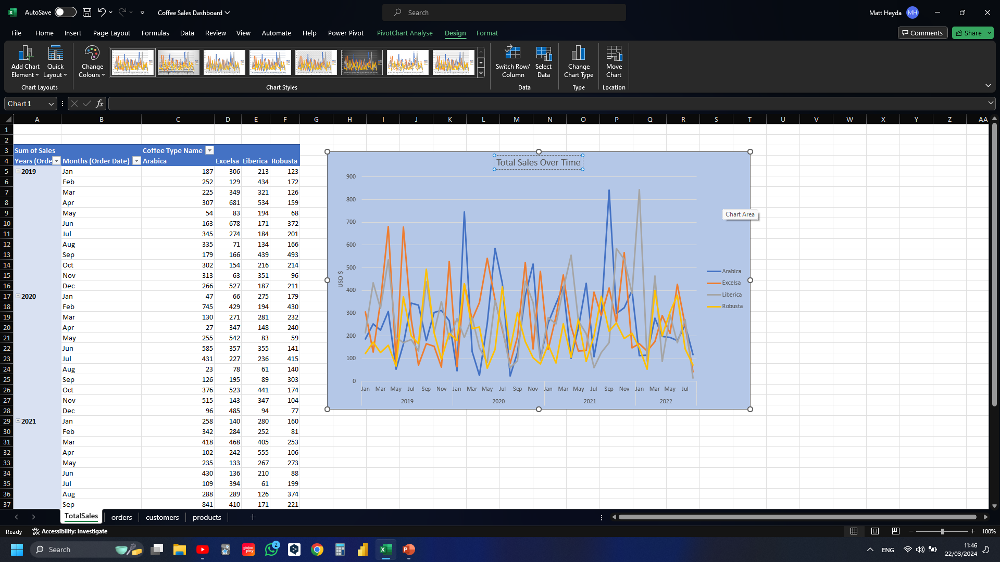 AutoSave
Coffee Sales Dashboard
Search
Matt Heyda
MH
File Home Insert Page Layout Formulas Data Review View Automate Help Power Pivot PivotChart Analyse Design Format
Comments
Share
Add Chart Element
Quick Layout
Change Colours
Switch Row/ Column
Select Data
Change Chart Type
Move Chart
Chart Layouts
Chart Styles
Data
Type
Location
Chart 1
fx
A B C D E F G H I J K L M N O P Q R S T U V W X Y Z AA
1
2
3 Sum of Sales Coffee Type Name
4 Years (Orde Months (Order Date) Arabica Excelsa Liberica Robusta
5 2019 Jan 187 306 213 123
6 Feb 252 129 434 172
7 Mar 225 349 321 126
8 Apr 307 681 534 159
9 May 54 83 194 68
10 Jun 163 678 171 372
11 Jul 345 274 184 201
12 Aug 335 71 134 166
13 Sep 179 166 439 493
14 Oct 302 154 216 214
15 Nov 313 63 351 96
16 Dec 266 527 187 211
17 2020 Jan 47 66 275 179
18 Feb 745 429 194 430
19 Mar 130 271 281 232
20 Apr 27 347 148 240
21 May 255 542 83 59
22 Jun 585 357 355 141
23 Jul 431 227 236 415
24 Aug 23 78 61 140
25 Sep 126 195 89 303
26 Oct 376 523 441 174
27 Nov 515 143 347 104
28 Dec 96 485 94 77
29 2021 Jan 258 140 280 160
30 Feb 342 284 252 81
31 Mar 418 468 405 253
32 Apr 102 242 555 106
33 May 235 133 267 273
34 Jun 430 136 210 88
35 Jul 109 394 61 199
36 Aug 288 289 126 374
37 Sep 841 410 171 221
Total Sales Over Time
900
800
700
600
500
400
300
200
100
0
USD $
Jan Mar May Jul Sep Nov Jan Mar May Jul Sep Nov Jan Mar May Jul Sep Nov Jan Mar May Jul
2019 2020 2021 2022
Chart Area
Arabica
Excelsa
Liberica
Robusta
TotalSales orders customers products
Ready
Accessibility: Investigate
100%
Search
globo play
2
ENG
11:46
22/03/2024